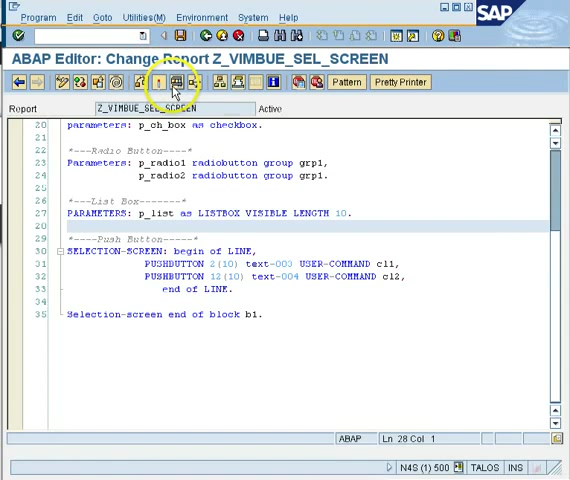 Program Edit Goto Utilities(M) Environment System Help
SAP
ABAP Editor: Change Report Z_VIMBUE_SEL_SCREEN
Pattern Pretty Printer
Report Z_VIMBUE_SEL_SCREEN Active
20 parameters: p_ch_box as checkbox.
21
22 *---Radio Button----*
23 Parameters: p_radio1 radiobutton group grp1,
24 p_radio2 radiobutton group grp1.
25
26 *---List Box-------*
27 PARAMETERS: p_list as LISTBOX VISIBLE LENGTH 10.
28
29 *----Push Button-----*
30 SELECTION-SCREEN: begin of LINE,
31 PUSHBUTTON 2(10) text-003 USER-COMMAND cl1,
32 PUSHBUTTON 12(10) text-004 USER-COMMAND cl2,
33 end of LINE.
34
35 Selection-screen end of block b1.
ABAP Ln 28 Col 1
N4S (1) 500 TALOS INS